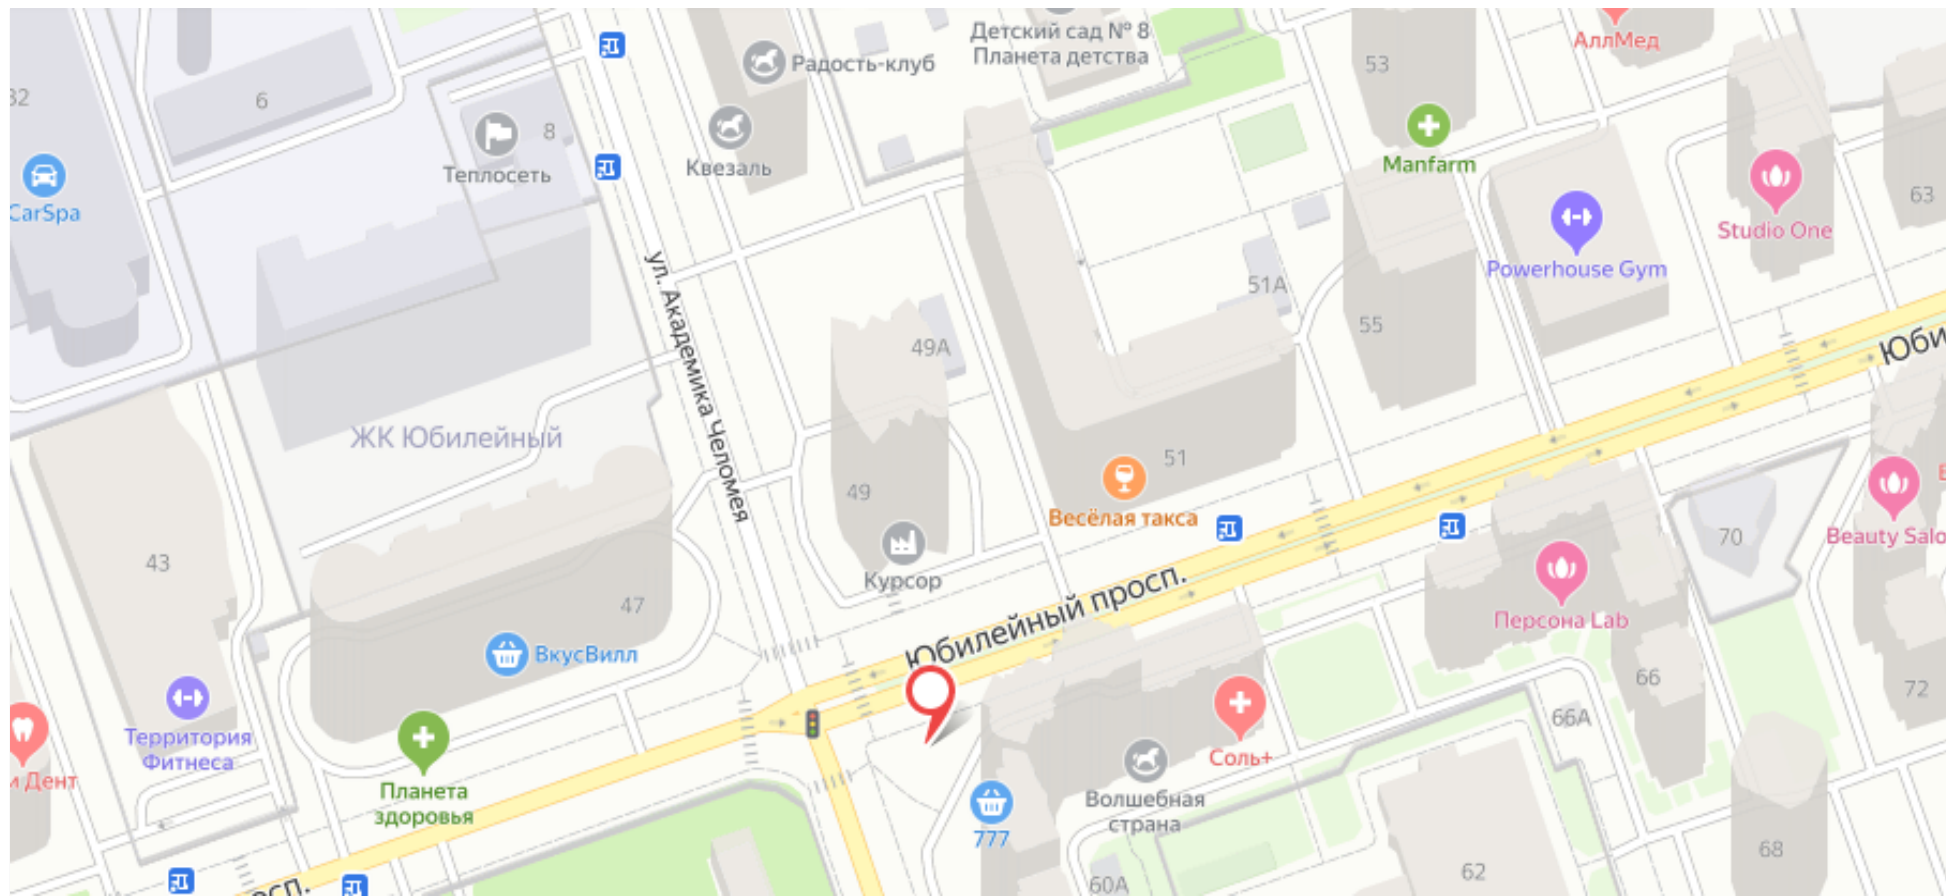 Детский сад № 8
Планета детства
АллМед
Радость-клуб
53
32
6
8
Manfarm
Теплосеть
Квезаль
CarSpa
63
Studio One
Powerhouse Gym
51А
ул. Академика Челомея
55
49А
Юби
ЖК Юбилейный
51
49
Весёлая такса
70
Beauty Salo
43
Курсор
Юбилейный просп.
47
Персона Lab
ВкусВилл
66
72
66А
Территория
Фитнеса
Соль+
и Дент
Планета
здоровья
Волшебная
страна
777
68
62
60А
осп.